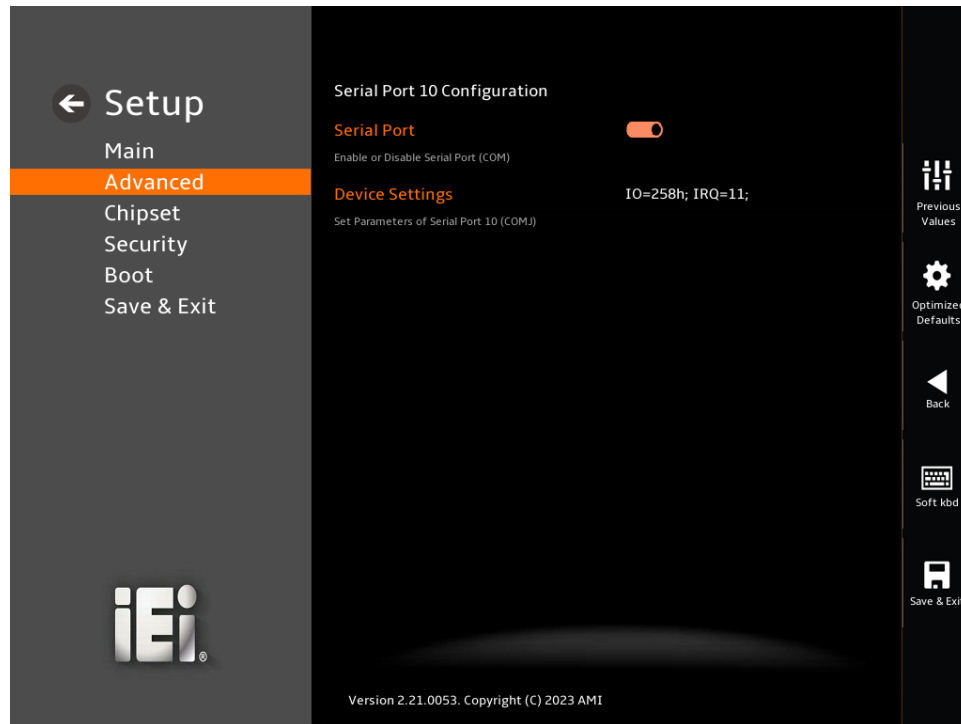 Setup
Main
Advanced
Chipset
Security
Boot
Save & Exit
Serial Port 10 Configuration
Serial Port
Enable or Disable Serial Port (COM)
Device Settings
IO=258h; IRQ=11;
Set Parameters of Serial Port 10 (COMJ)
Previous
Values
Optimized
Defaults
Back
Soft kbd
Save & Exi
iEi®
Version 2.21.0053. Copyright (C) 2023 AMI